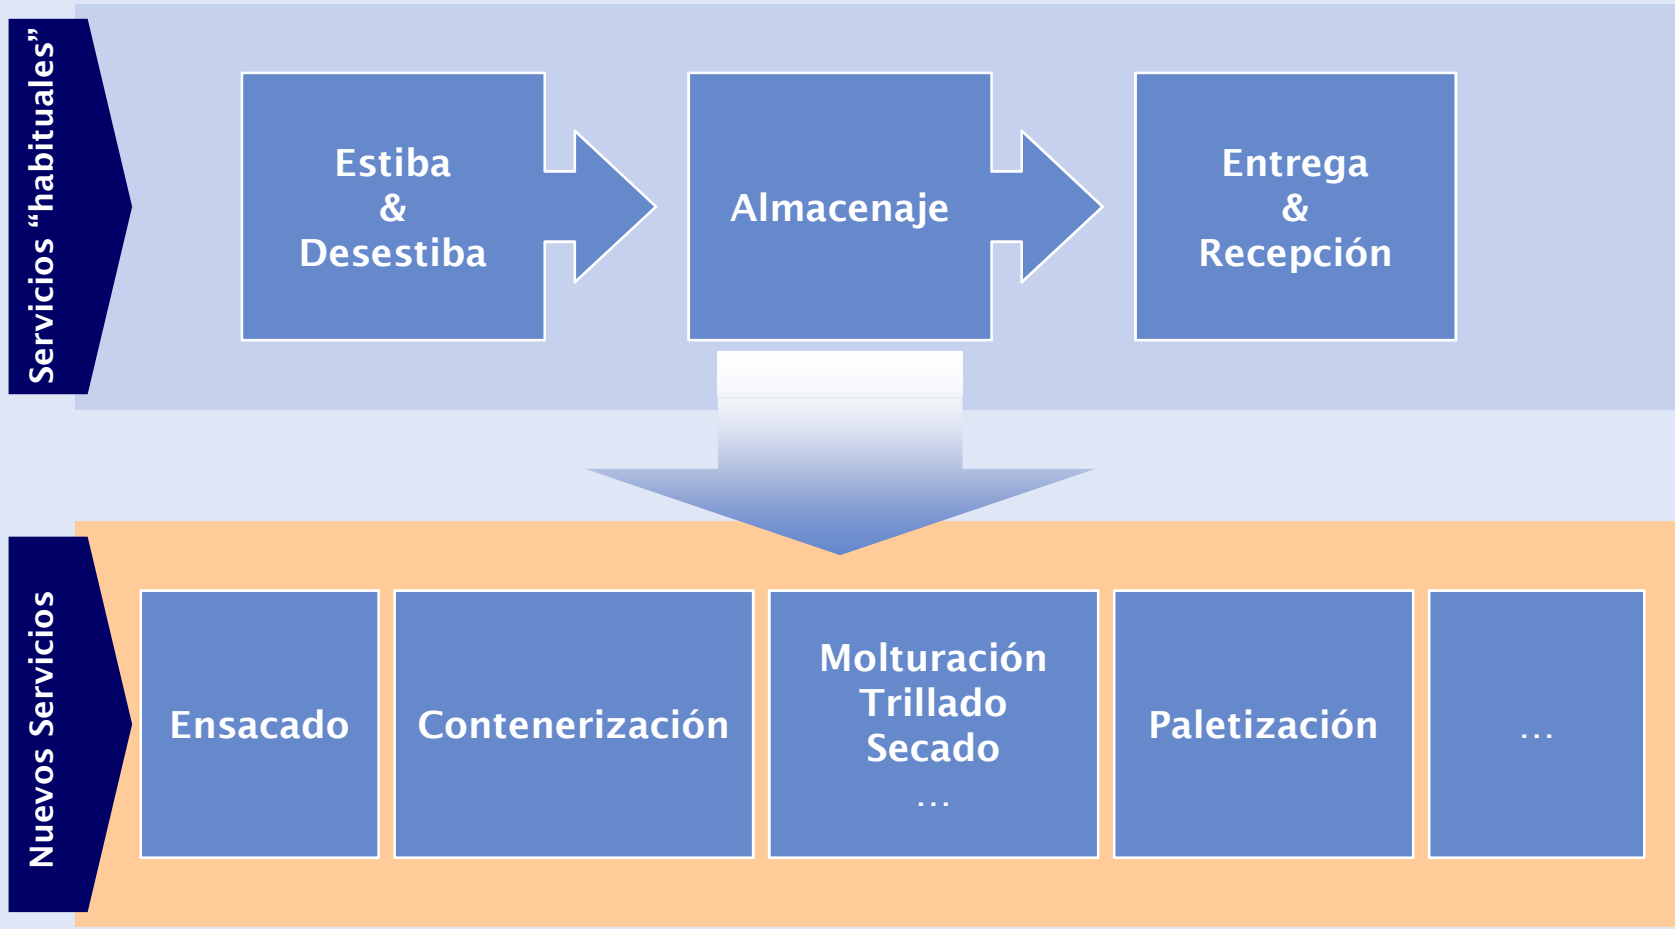 Servicios “habituales”
Estiba
&
Desestiba
Almacenaje
Entrega
&
Recepción
Nuevos Servicios
Ensacado
Contenerización
Molturación
Trillado
Secado
…
Paletización
…